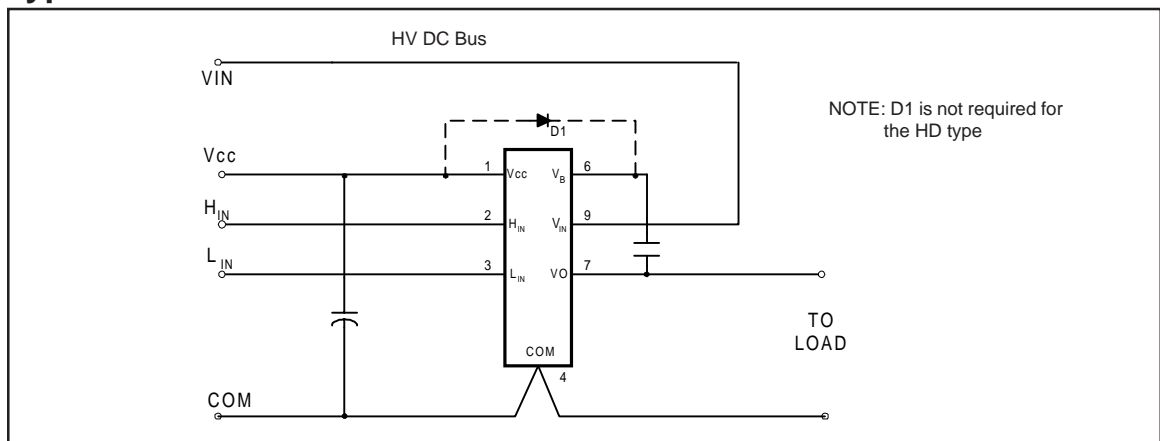 HV DC Bus
VIN
NOTE: D1 is not required for
the HD type
D1
Vcc
1
Vcc
VB
6
HIN
2
HIN
VIN
9
LIN
3
LIN
VO
7
TO
LOAD
COM
4
COM